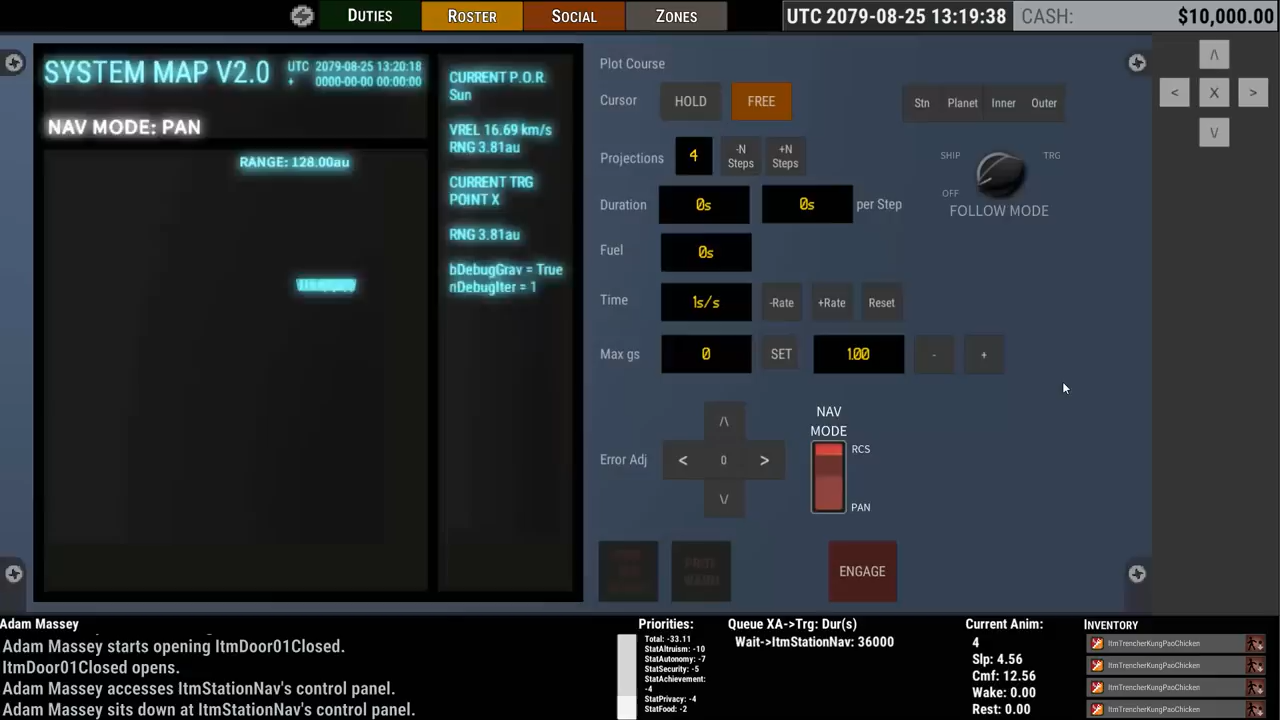 DUTIES
ROSTER
SOCIAL
ZONES
UTC 2079-08-25 13:19:38
CASH:
$10,000.00
SYSTEM MAP V2.0
UTC 2079-08-25 13:20:18
+ 0000-00-00 00:00:00
NAV MODE: PAN
RANGE: 128.00au
CURRENT P.O.R.
Sun
VREL 16.69 km/s
RNG 3.81au
CURRENT TRG
POINT X
RNG 3.81au
bDebugGrav = True
nDebugIter = 1
Plot Course
Cursor
HOLD
FREE
Stn
Planet
Inner
Outer
Projections
4
-N
Steps
+N
Steps
SHIP
TRG
OFF
FOLLOW MODE
Duration
0s
0s
per Step
Fuel
0s
Time
1s/s
-Rate
+Rate
Reset
Max gs
0
SET
1.00
-
+
/\
<
X
>
\/
NAV
MODE
RCS
PAN
Error Adj
/\
<
0
>
\/
ENGAGE
Adam Massey
Adam Massey starts opening ItmDoor01Closed.
ItmDoor01Closed opens.
Adam Massey accesses ItmStationNav's control panel.
Adam Massey sits down at ItmStationNav's control panel.
Priorities:
Total: -33.11
StatAltruism: -10
StatAutonomy: -7
StatSecurity: -5
StatAchievement:
-4
StatPrivacy: -4
StatFood: -2
Queue XA->Trg: Dur(s)
Wait->ItmStationNav: 36000
Current Anim:
4
Slp: 4.56
Cmf: 12.56
Wake: 0.00
Rest: 0.00
INVENTORY
ItmTrencherKungPaoChicken
ItmTrencherKungPaoChicken
ItmTrencherKungPaoChicken
ItmTrencherKungPaoChicken